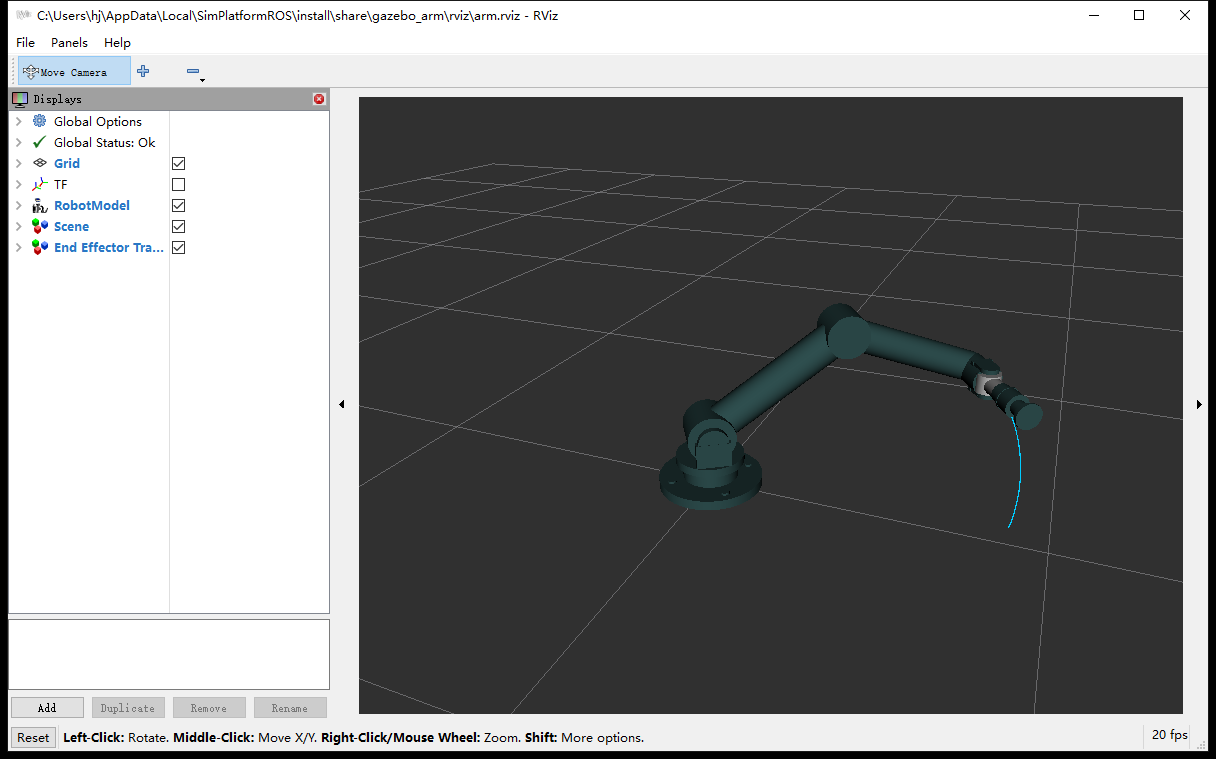 C:\Users\hj\AppData\Local\SimPlatformROS\install\share\gazebo_arm\rviz\arm.rviz - RViz
File Panels Help
Move Camera
Displays
Global Options
Global Status: Ok
Grid
TF
RobotModel
Scene
End Effector Tra...
Add Duplicate Remove Rename
Reset Left-Click: Rotate. Middle-Click: Move X/Y. Right-Click/Mouse Wheel: Zoom. Shift: More options. 20 fps